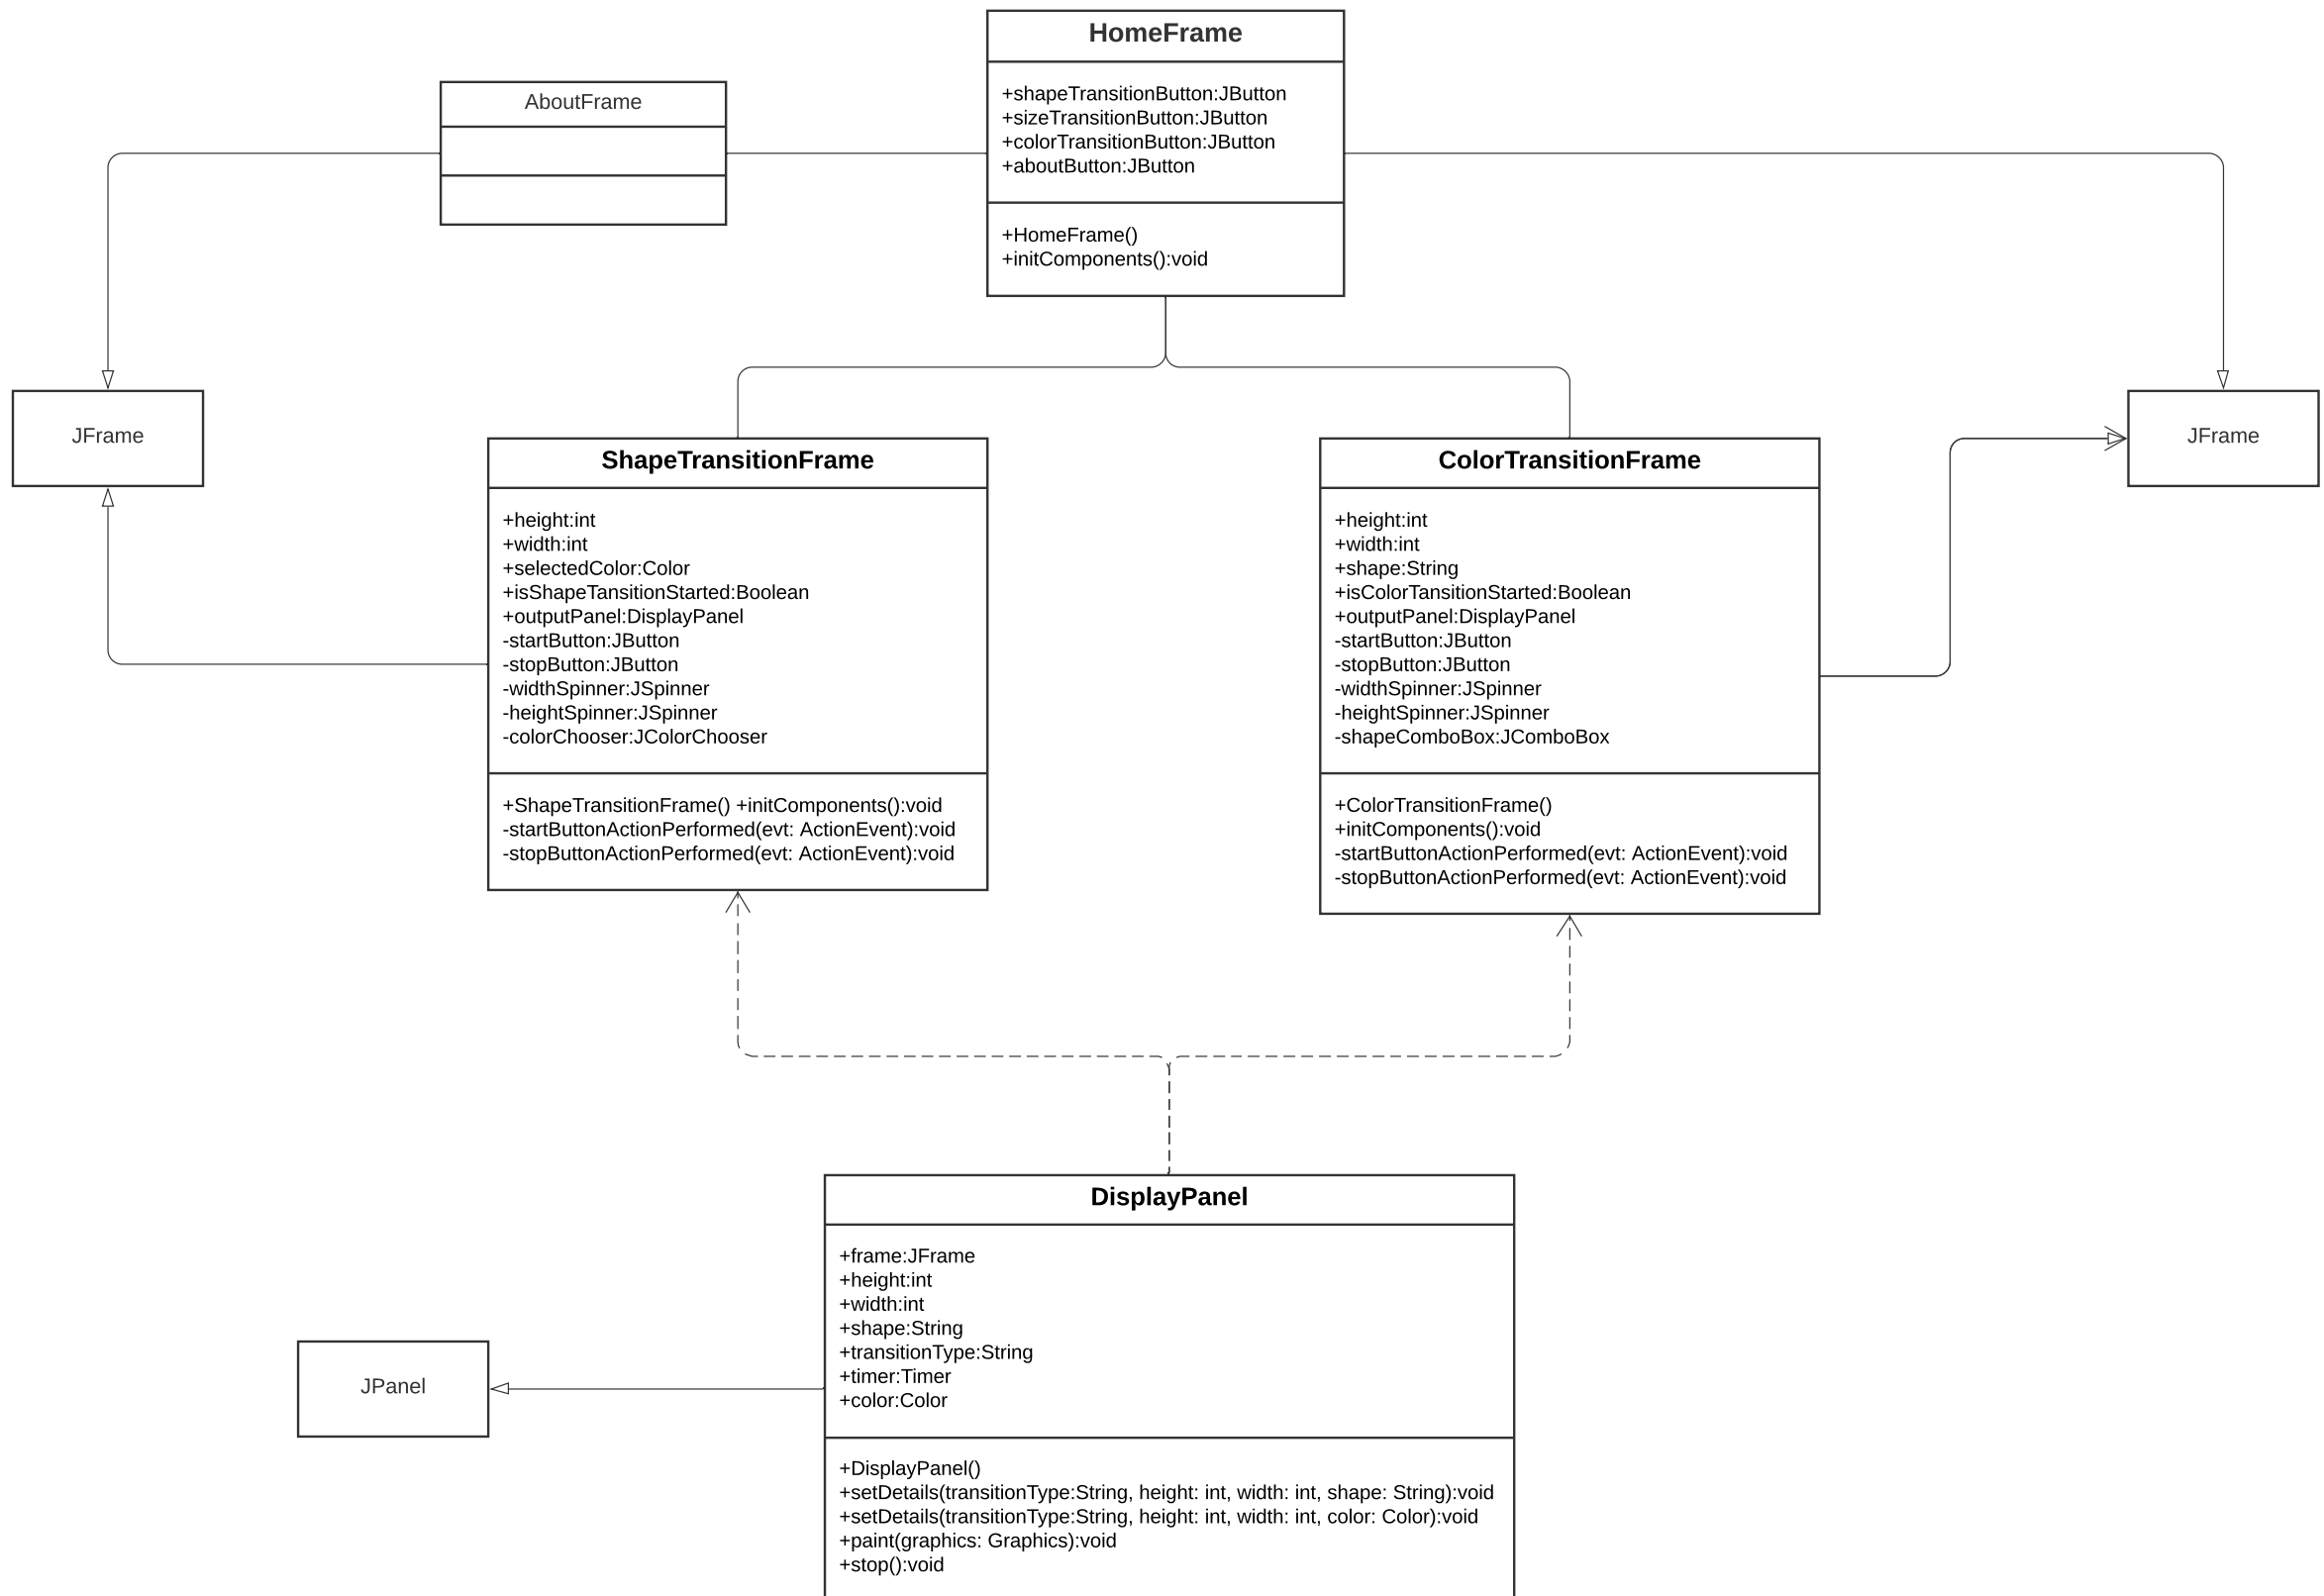 HomeFrame
+shapeTransitionButton:JButton
+sizeTransitionButton:JButton
+colorTransitionButton:JButton
+aboutButton:JButton
+HomeFrame()
+initComponents():void
AboutFrame
JFrame
JFrame
ShapeTransitionFrame
+height:int
+width:int
+selectedColor:Color
+isShapeTansitionStarted:Boolean
+outputPanel:DisplayPanel
-startButton:JButton
-stopButton:JButton
-widthSpinner:JSpinner
-heightSpinner:JSpinner
-colorChooser:JColorChooser
+ShapeTransitionFrame() +initComponents():void
-startButtonActionPerformed(evt: ActionEvent):void
-stopButtonActionPerformed(evt: ActionEvent):void
ColorTransitionFrame
+height:int
+width:int
+shape:String
+isColorTansitionStarted:Boolean
+outputPanel:DisplayPanel
-startButton:JButton
-stopButton:JButton
-widthSpinner:JSpinner
-heightSpinner:JSpinner
-shapeComboBox:JComboBox
+ColorTransitionFrame()
+initComponents():void
-startButtonActionPerformed(evt: ActionEvent):void
-stopButtonActionPerformed(evt: ActionEvent):void
DisplayPanel
+frame:JFrame
+height:int
+width:int
+shape:String
+transitionType:String
+timer:Timer
+color:Color
+DisplayPanel()
+setDetails(transitionType:String, height: int, width: int, shape: String):void
+setDetails(transitionType:String, height: int, width: int, color: Color):void
+paint(graphics: Graphics):void
+stop():void
JPanel